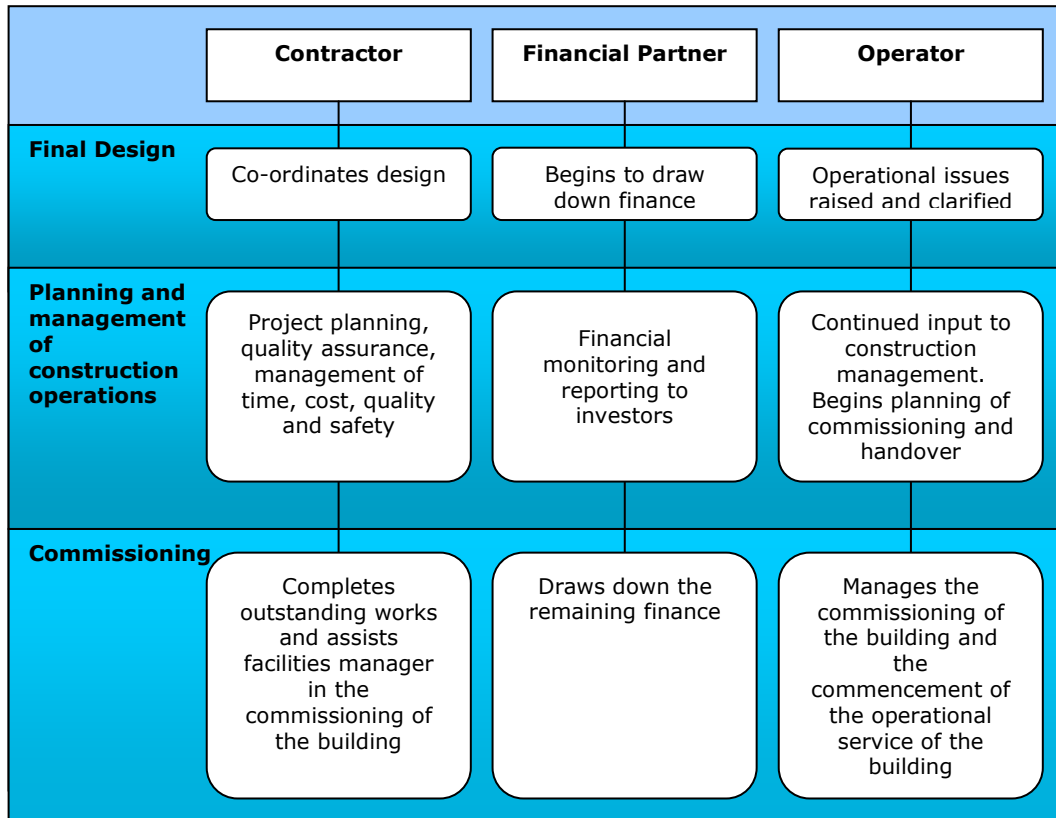 Contractor
Financial Partner
Operator
Final Design
Co-ordinates design
Begins to draw
down finance
Operational issues
raised and clarified
Planning and
management
of
construction
operations
Project planning,
quality assurance,
management of
time, cost, quality
and safety
Financial
monitoring and
reporting to
investors
Continued input to
construction
management.
Begins planning of
commissioning and
handover
Commissioning
Completes
outstanding works
and assists
facilities manager
in the
commissioning of
the building
Draws down the
remaining finance
Manages the
commissioning of
the building and
the
commencement of
the operational
service of the
building